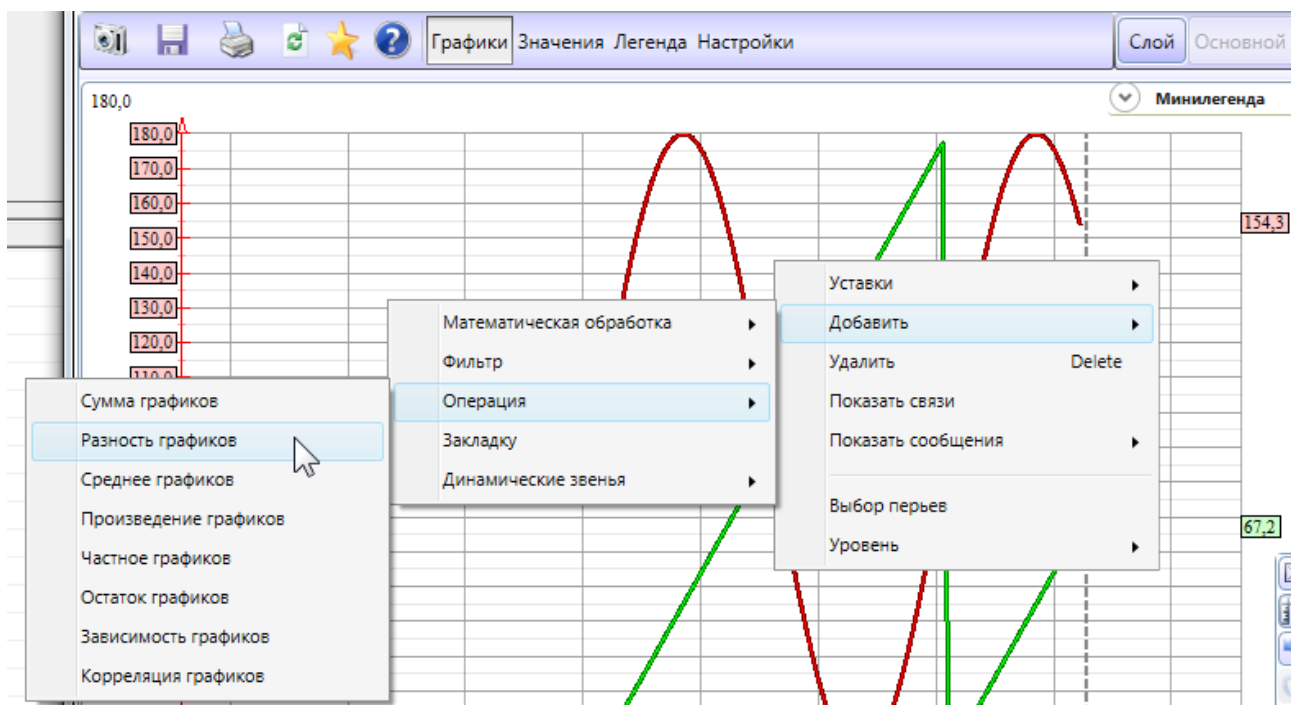 Графики Значения Легенда Настройки
Слой Основной
180,0
Минилегенда
180,0
170,0
160,0
150,0
140,0
130,0
120,0
110,0
154,3
67,2
Уставки
Добавить
Удалить Delete
Показать связи
Показать сообщения
Выбор перьев
Уровень
Математическая обработка
Фильтр
Операция
Закладку
Динамические звенья
Сумма графиков
Разность графиков
Среднее графиков
Произведение графиков
Частное графиков
Остаток графиков
Зависимость графиков
Корреляция графиков